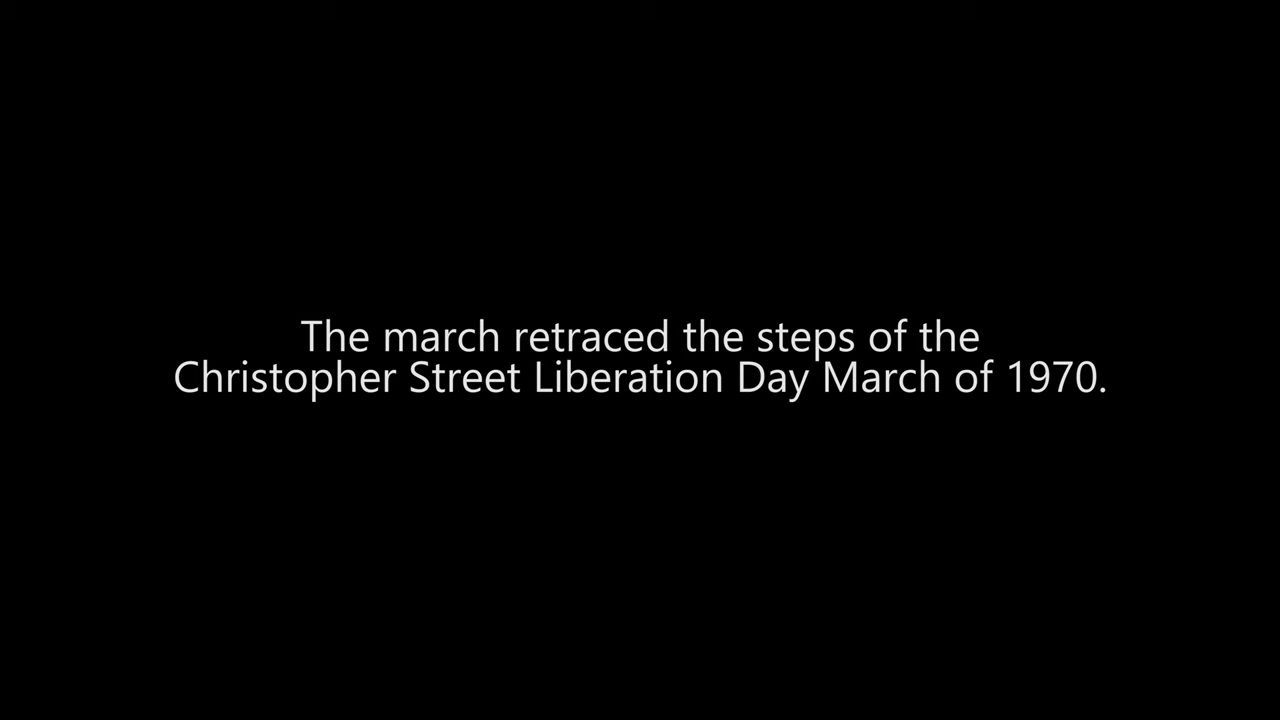 The march retraced the steps of the
Christopher Street Liberation Day March of 1970.